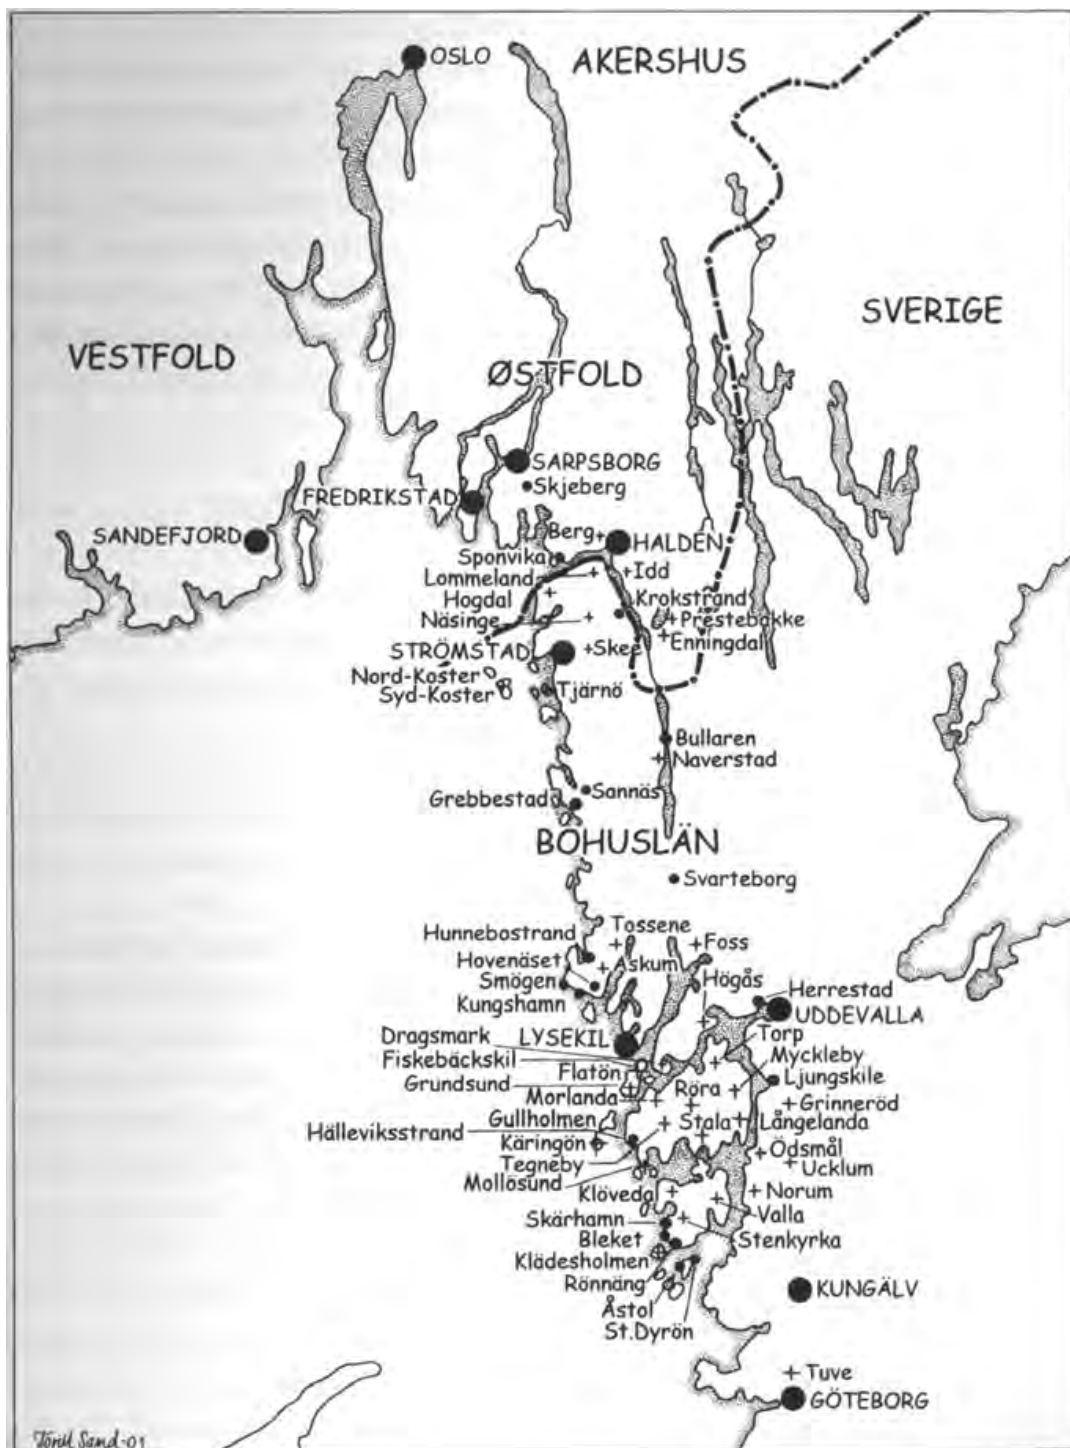 OSLO
AKERSHUS
SVERIGE
VESTFOLD
ØSTFOLD
SARPSBORG
Skjeberg
FREDRIKSTAD
SANDEFJORD
Berg
HALDEN
Sponvika
Idd
Lommeland
Hogdal
Krokstrand
Näsinge
Prestebakke
Enningdal
STRÖMSTAD
Skee
Nord-Koster
Syd-Koster
Tjärnö
Bullaren
Naverstad
Sannäs
Grebbestad
BOHUSLÄN
Svarteborg
Tossene
Hunnebostrand
Foss
Hovenäset
Askum
Högås
Smögen
Kungshamn
Herrestad
UDDEVALLA
Dragsmark
LYSEKIL
Torp
Fiskebäckskil
Flatön
Myckleby
Grundsund
Röra
Ljungskile
Morlanda
Grinneröd
Gullholmen
Stala
Långelanda
Hälleviksstrand
Käringön
Ödsmål
Tegneby
Ucklum
Mollösund
Klöveda
Norum
Valla
Skärhamn
Bleket
Stenkyrka
Klädesholmen
Rönnäng
KUNGÄLV
Åstol
St.Dyrön
Tuve
GÖTEBORG
Toril Sand-01